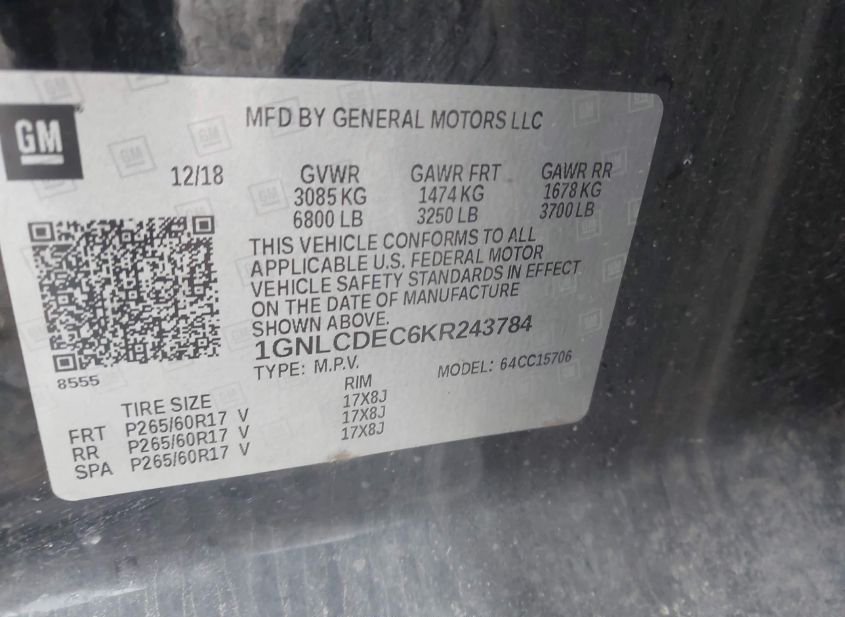 GM
MFD BY GENERAL MOTORS LLC
12/18 GVWR GAWR FRT GAWR RR
3085 KG 1474 KG 1678 KG
6800 LB 3250 LB 3700 LB
THIS VEHICLE CONFORMS TO ALL
APPLICABLE U.S. FEDERAL MOTOR
VEHICLE SAFETY STANDARDS IN EFFECT
ON THE DATE OF MANUFACTURE
SHOWN ABOVE.
1GNLCDEC6KR243784
TYPE: M.P.V. MODEL: 64CC15706
8555
TIRE SIZE RIM
FRT P265/60R17 V 17X8J
RR P265/60R17 V 17X8J
SPA P265/60R17 V 17X8J